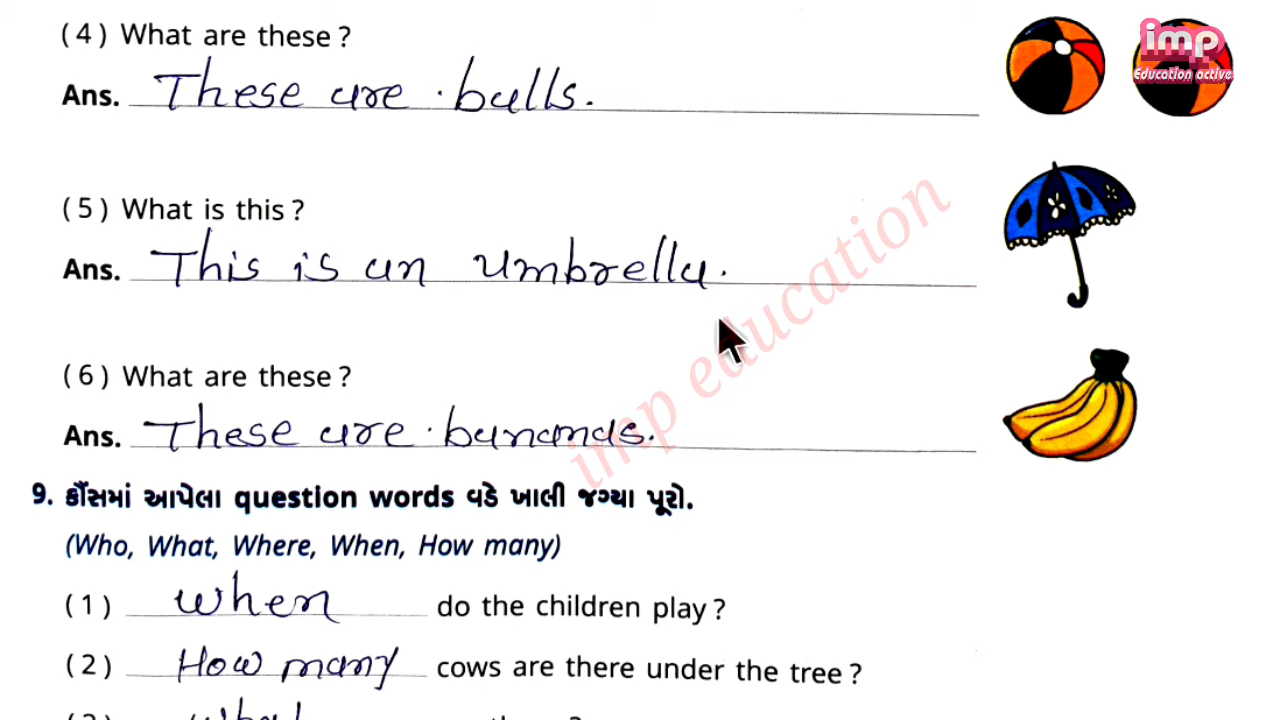 (4) What are these?
Ans. These are balls.
imp
Education active
(5) What is this?
Ans. This is an umbrella.
imp education
(6) What are these?
Ans. These are bananas.
9. કૌંસમાં આપેલા question words વડે ખાલી જગ્યા પૂરો.
(Who, What, Where, When, How many)
(1) when do the children play?
(2) How many cows are there under the tree?